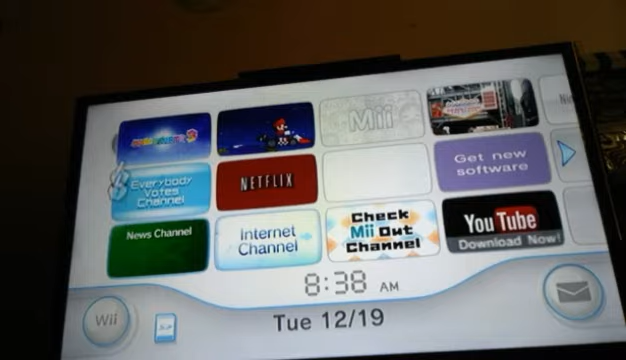 Mii
Everybody
Votes
Channel
NETFLIX
Get new
software
News Channel
Internet
Channel
Check
Mii Out
Channel
YouTube
Download Now!
8:38 AM
Wii
Tue 12/19